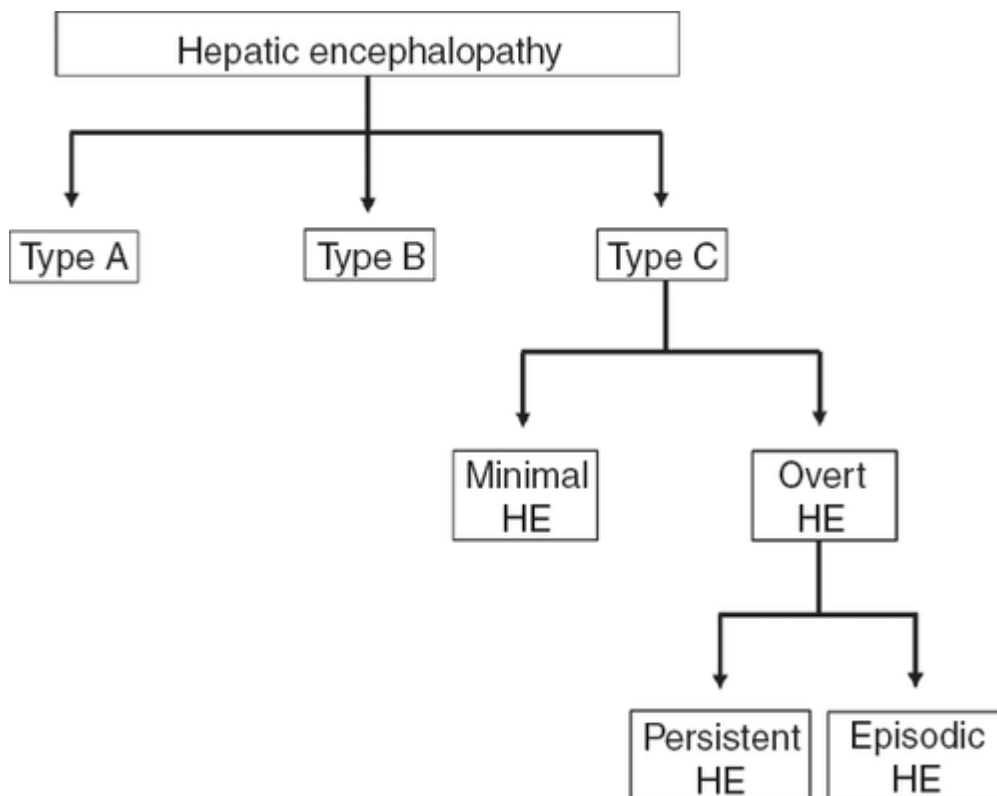 Hepatic encephalopathy
Type A
Type B
Type C
Minimal
HE
Overt
HE
Persistent
HE
Episodic
HE